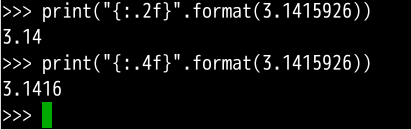 >>> print("{:.2f}".format(3.1415926))
3.14
>>> print("{:.4f}".format(3.1415926))
3.1416
>>>